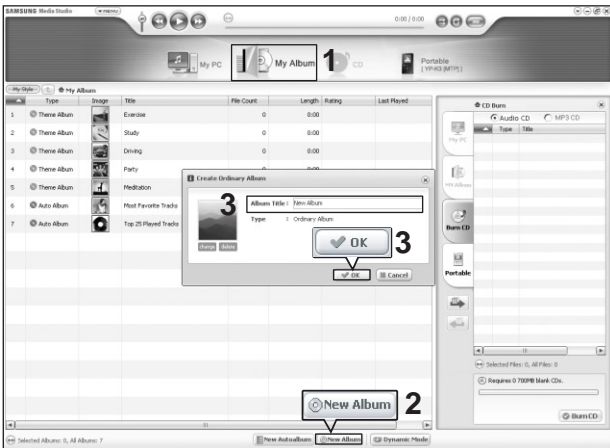 SAMSUNG Media Studio
MENU
0:00 / 0:00
My PC
My Album
1
CD
Portable
[YP-K3 (MTP)]
My Style
My Album
Type Image Title File Count Length Rating Last Played
1 Theme Album Exercise 0 0:00
2 Theme Album Study 0 0:00
3 Theme Album Driving 0 0:00
4 Theme Album Party
5 Theme Album Meditation
6 Auto Album Most Favorite Tracks
7 Auto Album Top 25 Played Tracks
Create Ordinary Album
3
Album Title : New Album
Type : Ordinary Album
change delete
OK
3
OK Cancel
CD Burn
Audio CD MP3 CD
Type Title
My PC
MY Album
Burn CD
Portable
Selected Files: 0, All Files: 0
Requires 0 700MB blank CDs.
Burn CD
New Album
2
Selected Albums: 0, All Albums: 7
New Autoalbum New Album Dynamic Mode